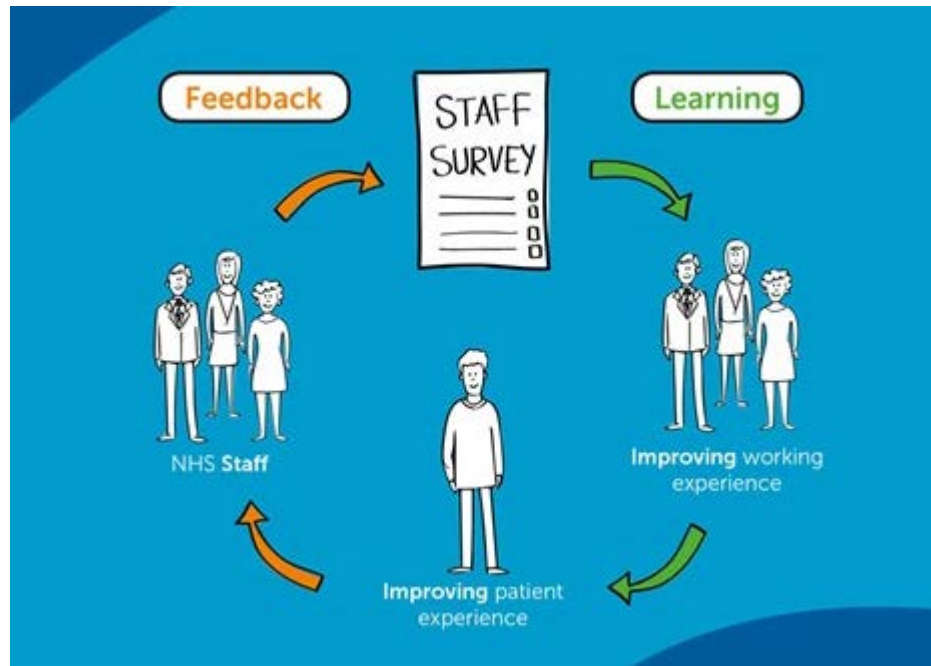 Feedback
STAFF
SURVEY
Learning
NHS Staff
Improving working
experience
Improving patient
experience